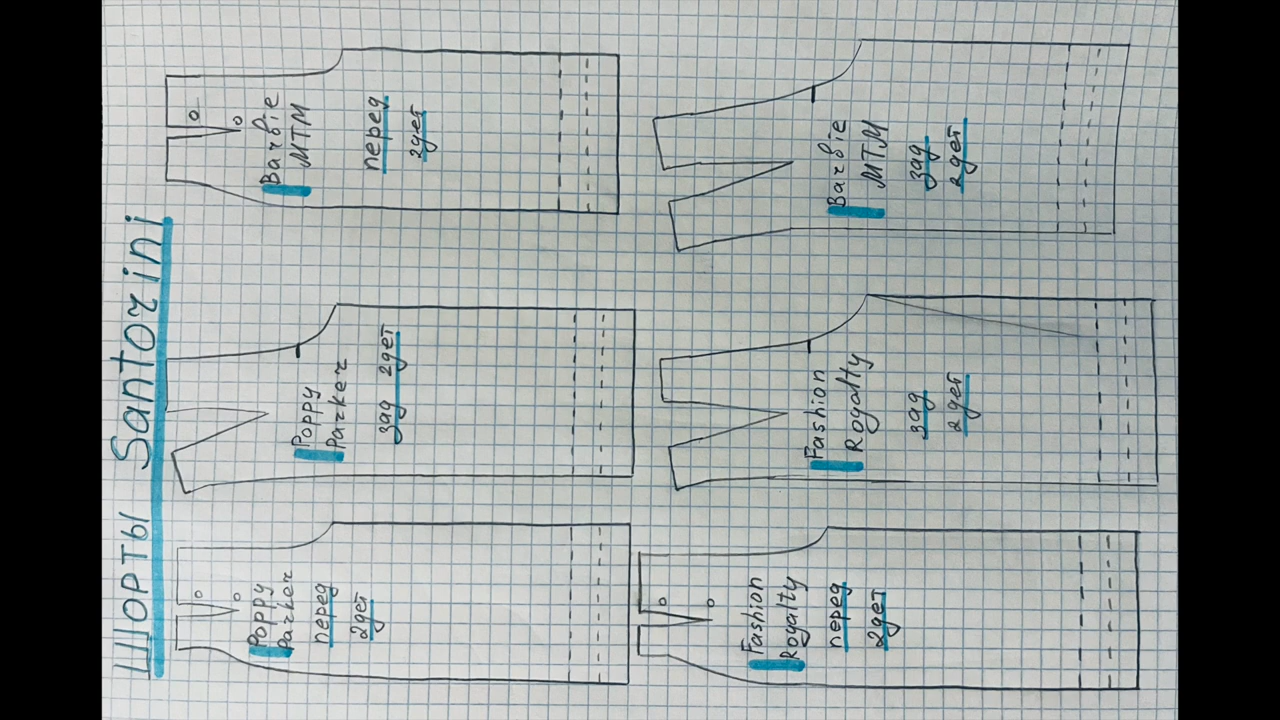 Шорты Santorini
Barbie
MTM
перед
2дет
Barbie
MTM
зад
2дет
Poppy
Parker
зад 2дет
Fashion
Royalty
зад
2дет
Poppy
Parker
перед
2дет
Fashion
Royalty
перед
2дет